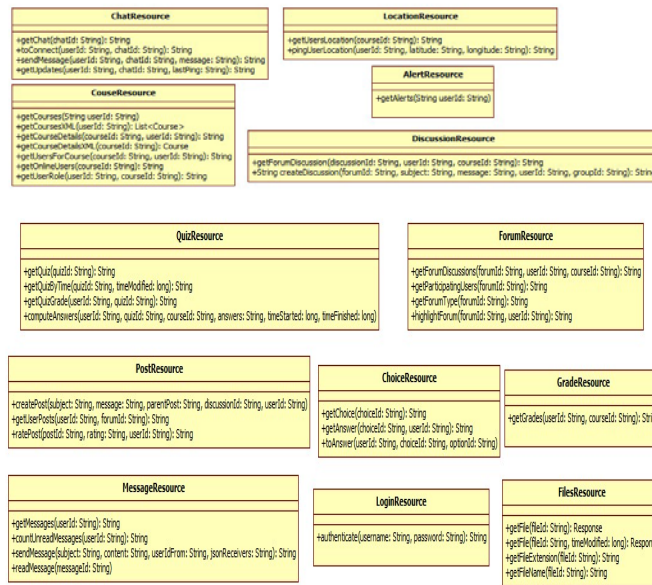 ChatResource
+getChat(chatId: String): String
+toConnect(userId: String, chatId: String): String
+sendMessage(userId: String, chatId: String, message: String): String
+getUpdates(userId: String, chatId: String, lastPing: String): String
LocationResource
+getUsersLocation(courseId: String): String
+pingUserLocation(userId: String, latitude: String, longitude: String): String
AlertResource
+getAlerts(String userId: String)
CouseResource
+getCourses(String userId: String)
+getCoursesXML(userId: String): List<Course>
+getCourseDetails(courseId: String, userId: String): String
+getCourseDetailsXML(courseId: String): Course
+getUsersForCourse(courseId: String, userId: String): String
+getOnlineUsers(courseId: String): String
+getUserRole(userId: String, courseId: String): String
DiscussionResource
+getForumDiscussion(discussionId: String, userId: String, courseId: String): String
+String createDiscussion(forumId: String, subject: String, message: String, userId: String, groupId: String): String
QuizResource
+getQuiz(quizId: String): String
+getQuizByTime(quizId: String, timeModified: long): String
+getQuizGrade(userId: String, quizId: String): String
+computeAnswers(userId: String, quizId: String, courseId: String, answers: String, timeStarted: long, timeFinished: long)
ForumResource
+getForumDiscussions(forumId: String, userId: String, courseId: String): String
+getParticipatingUsers(forumId: String): String
+getForumType(forumId: String): String
+highlightForum(forumId: String, userId: String): String
PostResource
+createPost(subject: String, message: String, parentPost: String, discussionId: String, userId: String)
+getUserPosts(userId: String, forumId: String): String
+ratePost(postId: String, rating: String, userId: String): String
ChoiceResource
+getChoice(choiceId: String): String
+getAnswer(choiceId: String, userId: String): String
+toAnswer(userId: String, choiceId: String, optionId: String)
GradeResource
+getGrades(userId: String, courseId: String): Stri
MessageResource
+getMessages(userId: String): String
+countUnreadMessages(userId: String): String
+sendMessage(subject: String, content: String, userIdFrom: String, jsonReceivers: String): String
+readMessage(messageId: String)
LoginResource
+authenticate(username: String, password: String): String
FilesResource
+getFile(fileId: String): Response
+getFile(fileId: String, timeModified: long): Respon
+getFileExtension(fileId: String): String
+getFileName(fileId: String): String